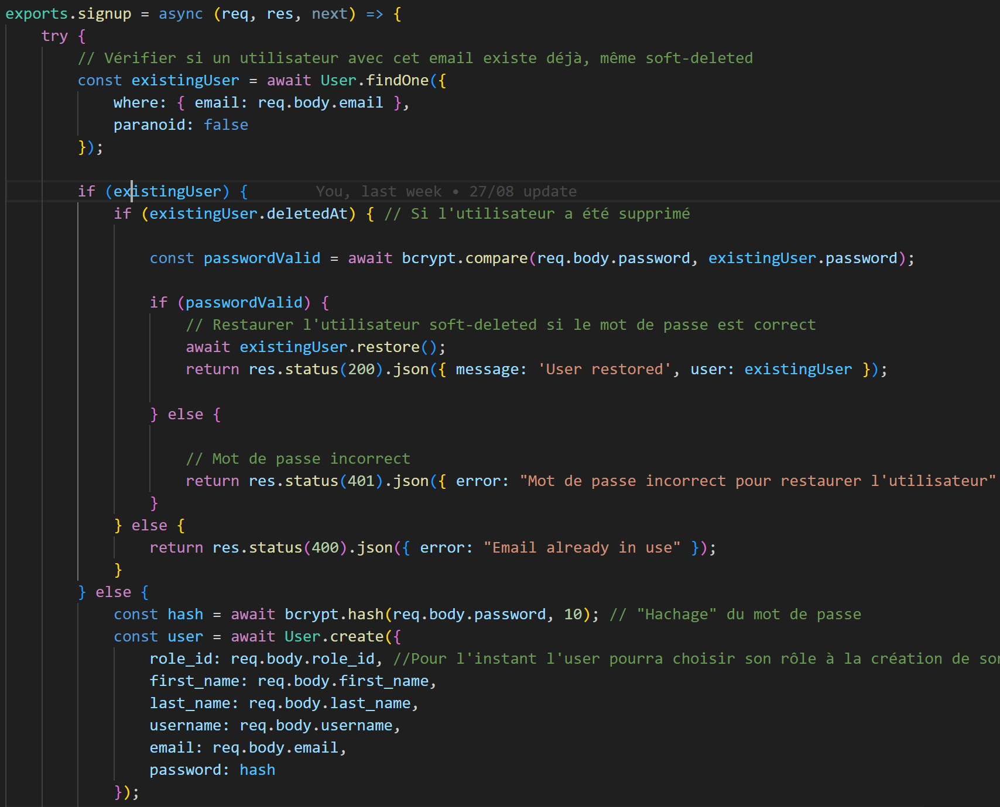 exports.signup = async (req, res, next) => {
    try {
        // Vérifier si un utilisateur avec cet email existe déjà, même soft-deleted
        const existingUser = await User.findOne({
            where: { email: req.body.email },
            paranoid: false
        });

        if (existingUser) {        You, last week • 27/08 update
            if (existingUser.deletedAt) { // Si l'utilisateur a été supprimé

                const passwordValid = await bcrypt.compare(req.body.password, existingUser.password);

                if (passwordValid) {
                    // Restaurer l'utilisateur soft-deleted si le mot de passe est correct
                    await existingUser.restore();
                    return res.status(200).json({ message: 'User restored', user: existingUser });

                } else {

                    // Mot de passe incorrect
                    return res.status(401).json({ error: "Mot de passe incorrect pour restaurer l'utilisateur"
                }
            } else {
                return res.status(400).json({ error: "Email already in use" });
            }
        } else {
            const hash = await bcrypt.hash(req.body.password, 10); // "Hachage" du mot de passe
            const user = await User.create({
                role_id: req.body.role_id, //Pour l'instant l'user pourra choisir son rôle à la création de so
                first_name: req.body.first_name,
                last_name: req.body.last_name,
                username: req.body.username,
                email: req.body.email,
                password: hash
            });